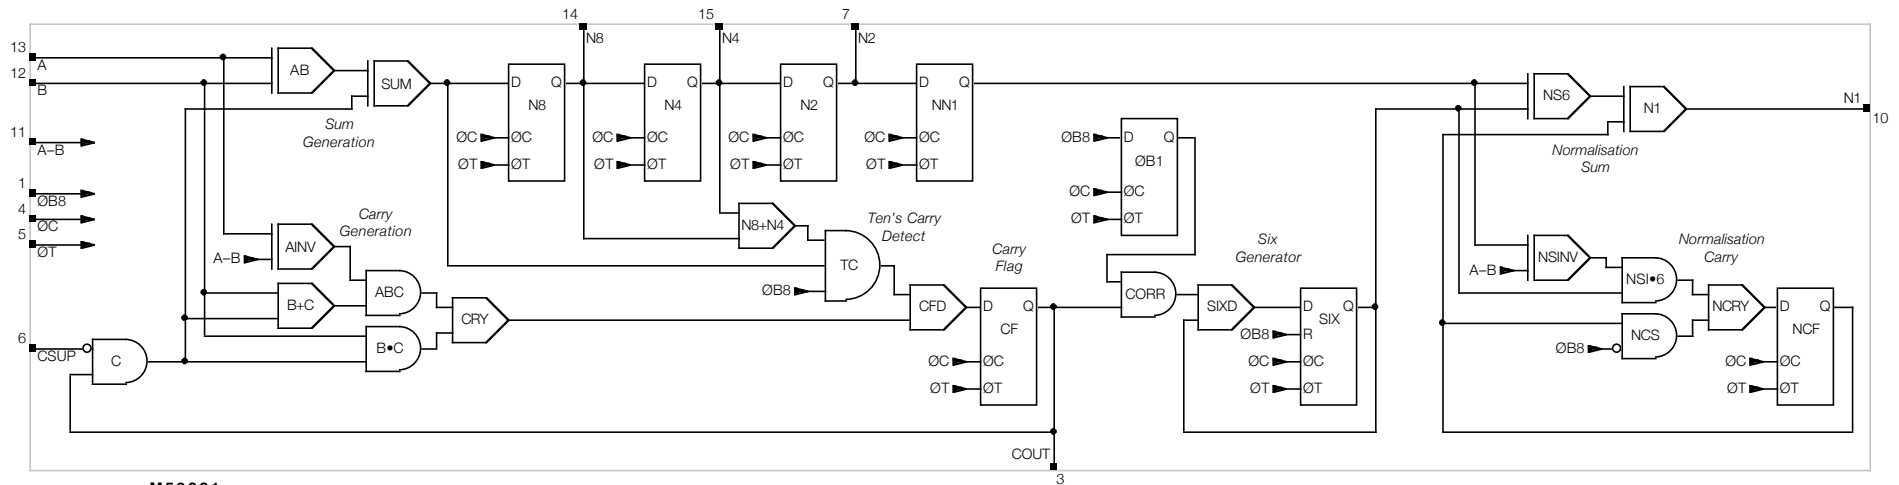 14 15 7
N8 N4 N2
13
A
12
B
11
A–B
1
ØB8
4
ØC
5
ØT
6
CSUP
AB
SUM
Sum
Generation
D Q
N8
ØC ØC
ØT ØT
D Q
N4
ØC ØC
ØT ØT
D Q
N2
ØC ØC
ØT ØT
D Q
NN1
ØC ØC
ØT ØT
ØB8 D Q
ØB1
ØC ØC
ØT ØT
NS6
N1
N1
10
Normalisation
Sum
Carry
Generation
AINV
A–B
B+C
ABC
B•C
CRY
C
N8+N4
Ten's Carry
Detect
TC
ØB8
CFD
Carry
Flag
D Q
CF
ØC ØC
ØT ØT
CORR
Six
Generator
SIXD
D Q
SIX
ØB8 R
ØC ØC
ØT ØT
Normalisation
Carry
NSINV
A–B
NSI•6
NCS
ØB8
NCRY
D Q
NCF
ØC ØC
ØT ØT
COUT
3